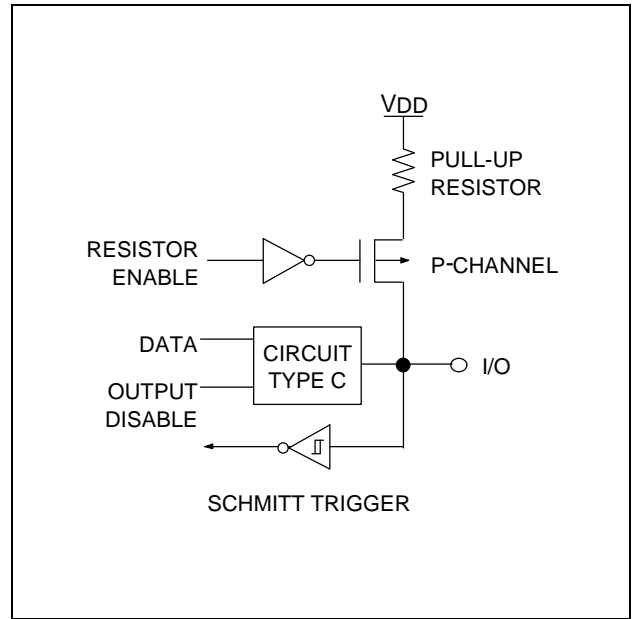 VDD
PULL-UP
RESISTOR
RESISTOR
ENABLE
P-CHANNEL
DATA
CIRCUIT
TYPE C
I/O
OUTPUT
DISABLE
SCHMITT TRIGGER